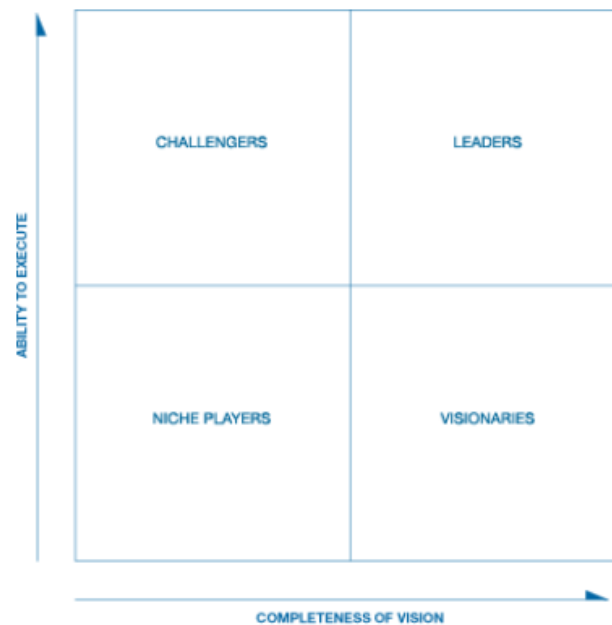 CHALLENGERS
LEADERS
ABILITY TO EXECUTE
NICHE PLAYERS
VISIONARIES
COMPLETENESS OF VISION